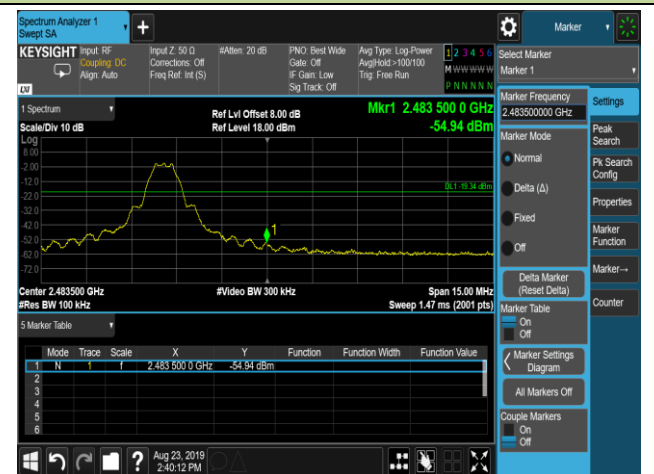 Spectrum Analyzer 1
Swept SA
Marker
KEYSIGHT
LXI
Input: RF
Coupling: DC
Align: Auto
Input Z: 50 Ω
Corrections: Off
Freq Ref: Int (S)
#Atten: 20 dB
PNO: Best Wide
Gate: Off
IF Gain: Low
Sig Track: Off
Avg Type: Log-Power
Avg|Hold:>100/100
Trig: Free Run
1 2 3 4 5 6
M W W W W W
P N N N N N
Select Marker
Marker 1
1 Spectrum
Scale/Div 10 dB
Ref Lvl Offset 8.00 dB
Ref Level 18.00 dBm
Mkr1 2.483 500 0 GHz
-54.94 dBm
Log
8.00
-2.00
-12.0
-22.0
-32.0
-42.0
-52.0
-62.0
-72.0
DL1 -19.34 dBm
1
Center 2.483500 GHz
#Res BW 100 kHz
#Video BW 300 kHz
Span 15.00 MHz
Sweep 1.47 ms (2001 pts)
5 Marker Table
Mode Trace Scale X Y Function Function Width Function Value
1 N 1 f 2.483 500 0 GHz -54.94 dBm
2
3
4
5
6
Marker Frequency
2.483500000 GHz
Marker Mode
Normal
Delta (Δ)
Fixed
Off
Delta Marker
(Reset Delta)
Marker Table
On
Off
Marker Settings
Diagram
All Markers Off
Couple Markers
On
Off
Settings
Peak
Search
Pk Search
Config
Properties
Marker
Function
Marker→
Counter
?
Aug 23, 2019
2:40:12 PM